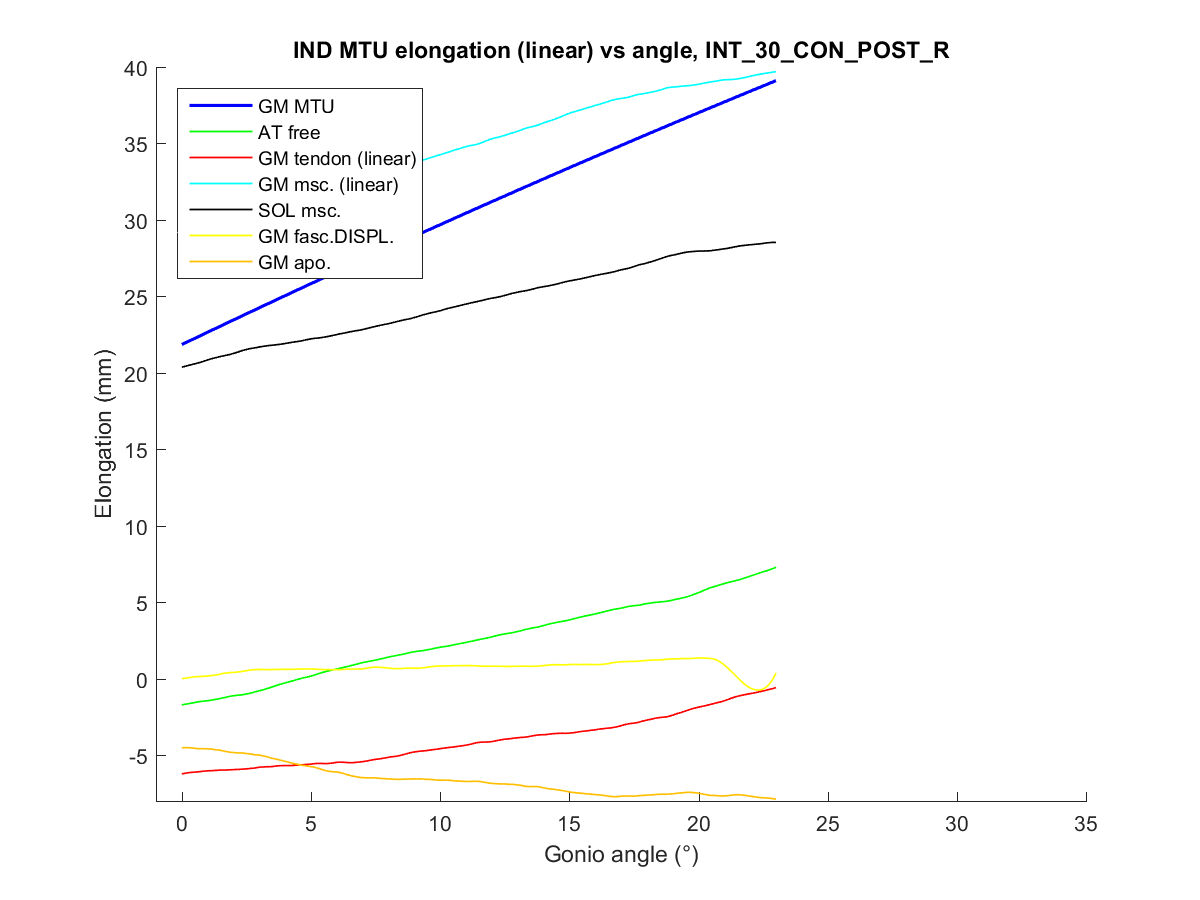 IND MTU elongation (linear) vs angle, INT_30_CON_POST_R
40
35
30
25
20
15
10
5
0
-5
Elongation (mm)
GM MTU
AT free
GM tendon (linear)
GM msc. (linear)
SOL msc.
GM fasc.DISPL.
GM apo.
0 5 10 15 20 25 30 35
Gonio angle (°)